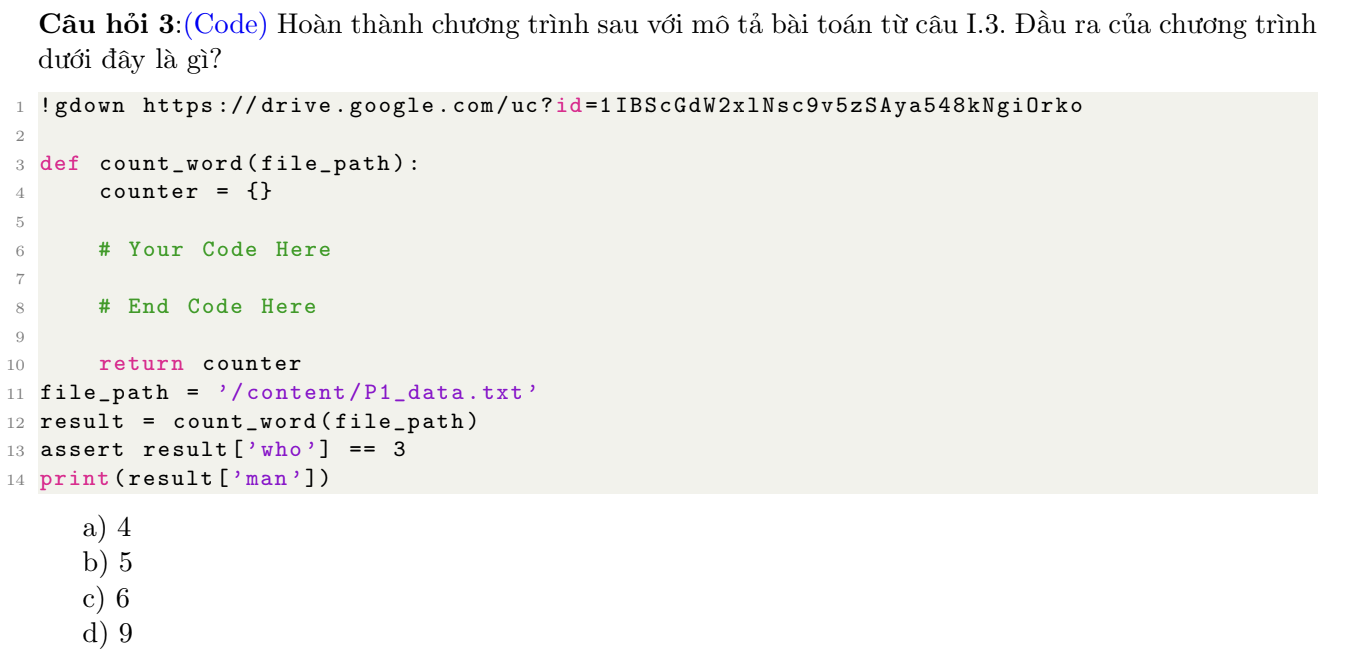 Câu hỏi 3:(Code) Hoàn thành chương trình sau với mô tả bài toán từ câu I.3. Đầu ra của chương trình
dưới đây là gì?
1 !gdown https://drive.google.com/uc?id=1IBScGdW2xlNsc9v5zSAya548kNgiOrko
2
3 def count_word(file_path):
4     counter = {}
5
6     # Your Code Here
7
8     # End Code Here
9
10     return counter
11 file_path = '/content/P1_data.txt'
12 result = count_word(file_path)
13 assert result['who'] == 3
14 print(result['man'])
a) 4
b) 5
c) 6
d) 9